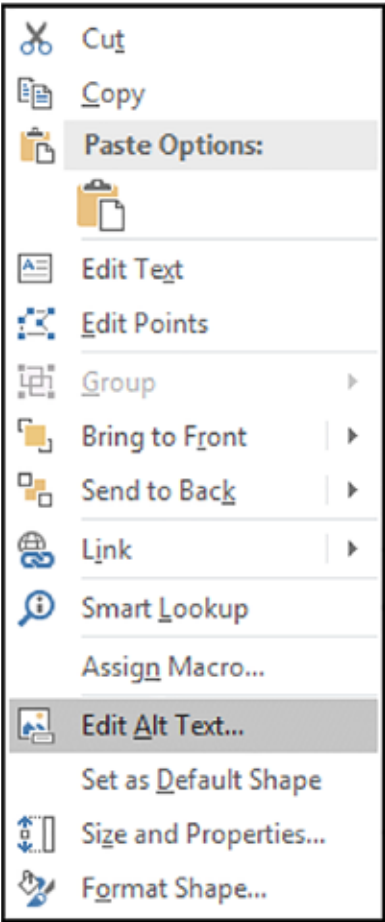 Cut
Copy
Paste Options:
Edit Text
Edit Points
Group
Bring to Front
Send to Back
Link
Smart Lookup
Assign Macro...
Edit Alt Text...
Set as Default Shape
Size and Properties...
Format Shape...